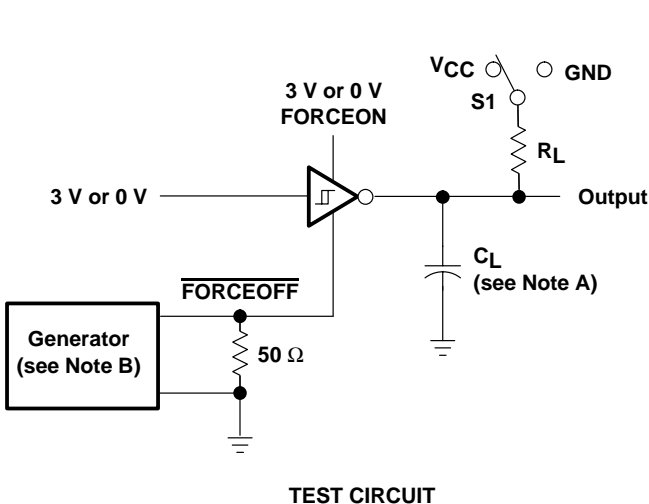 VCC
GND
S1
3 V or 0 V
FORCEON
RL
3 V or 0 V
Output
CL
(see Note A)
FORCEOFF
Generator
(see Note B)
50 Ω
TEST CIRCUIT